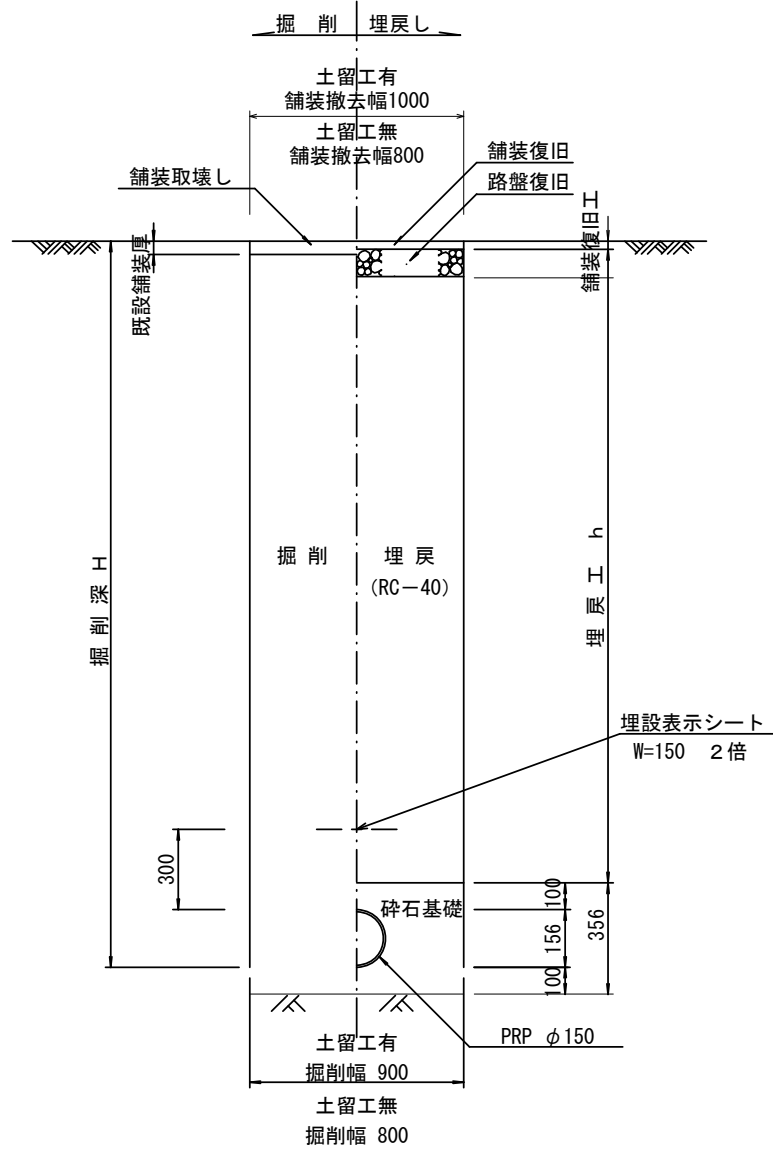 掘 削 埋戻し
土留工有
舗装撤去幅1000
土留工無
舗装撤去幅800
舗装復旧
路盤復旧
舗装取壊し
既設舗装厚
舗装復旧工
掘削深 H
掘 削
埋 戻
(RC－40)
埋戻工 h
埋設表示シート
W=150 2倍
300
砕石基礎
100
156
100
356
PRP φ150
土留工有
掘削幅 900
土留工無
掘削幅 800